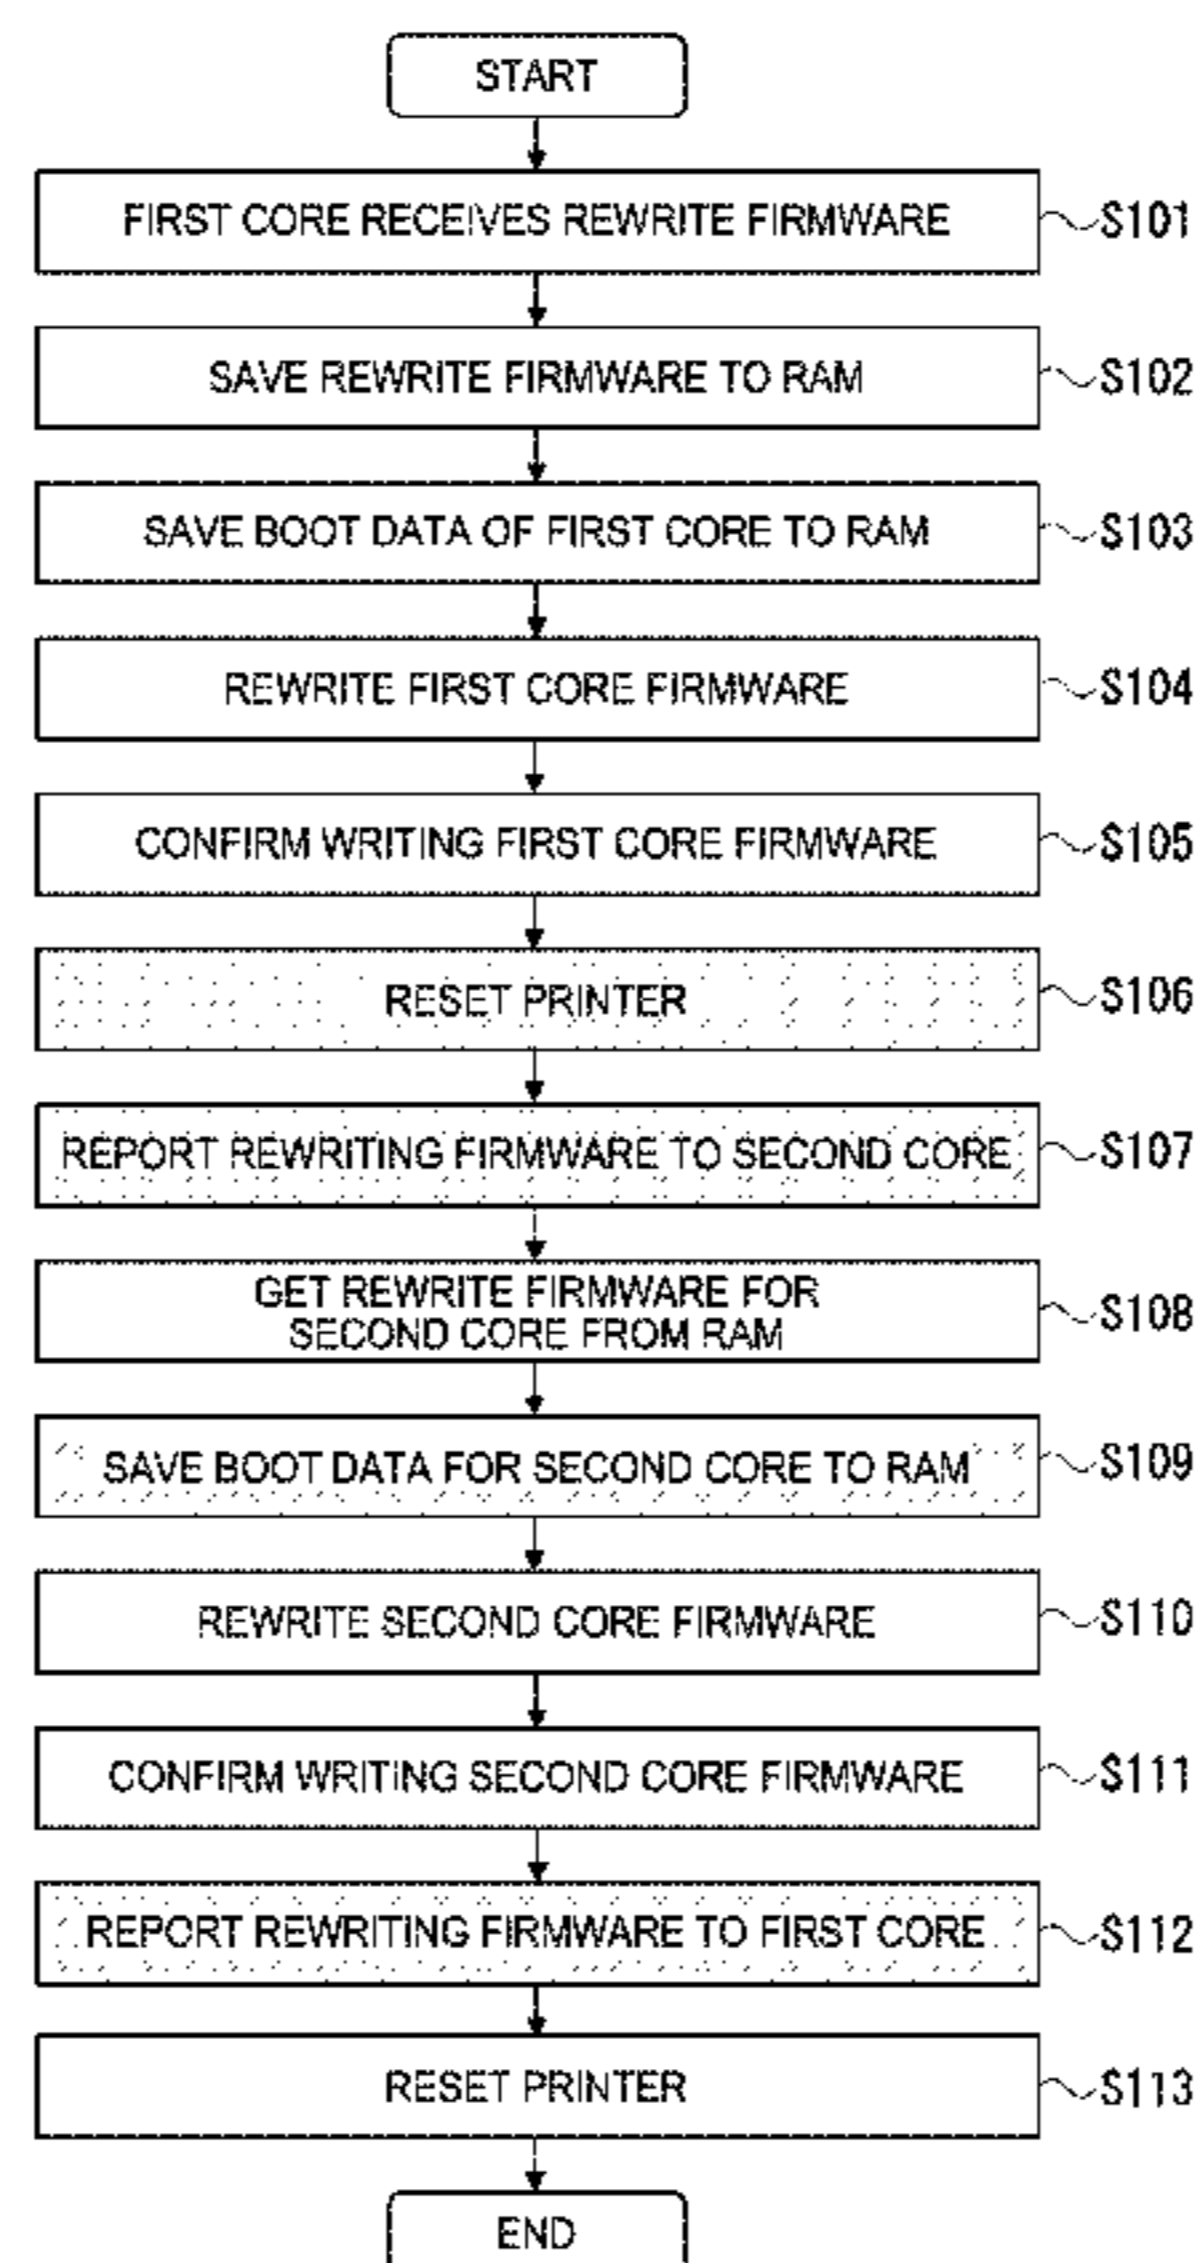 START
FIRST CORE RECEIVES REWRITE FIRMWARE S101
SAVE REWRITE FIRMWARE TO RAM S102
SAVE BOOT DATA OF FIRST CORE TO RAM S103
REWRITE FIRST CORE FIRMWARE S104
CONFIRM WRITING FIRST CORE FIRMWARE S105
RESET PRINTER S106
REPORT REWRITING FIRMWARE TO SECOND CORE S107
GET REWRITE FIRMWARE FOR
SECOND CORE FROM RAM S108
SAVE BOOT DATA FOR SECOND CORE TO RAM S109
REWRITE SECOND CORE FIRMWARE S110
CONFIRM WRITING SECOND CORE FIRMWARE S111
REPORT REWRITING FIRMWARE TO FIRST CORE S112
RESET PRINTER S113
END